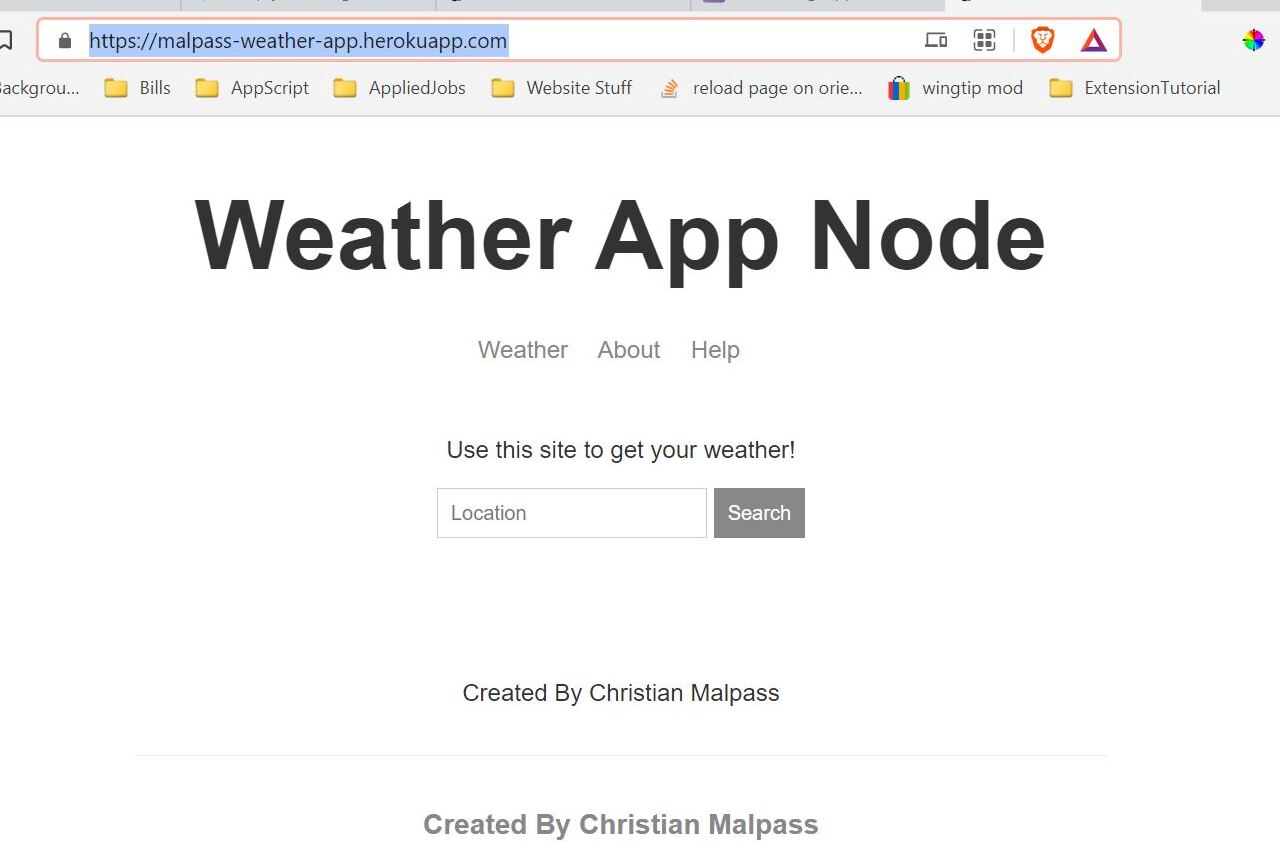 https://malpass-weather-app.herokuapp.com
Backgrou... Bills AppScript AppliedJobs Website Stuff reload page on orie... wingtip mod ExtensionTutorial
Weather App Node
Weather About Help
Use this site to get your weather!
Location Search
Created By Christian Malpass
Created By Christian Malpass